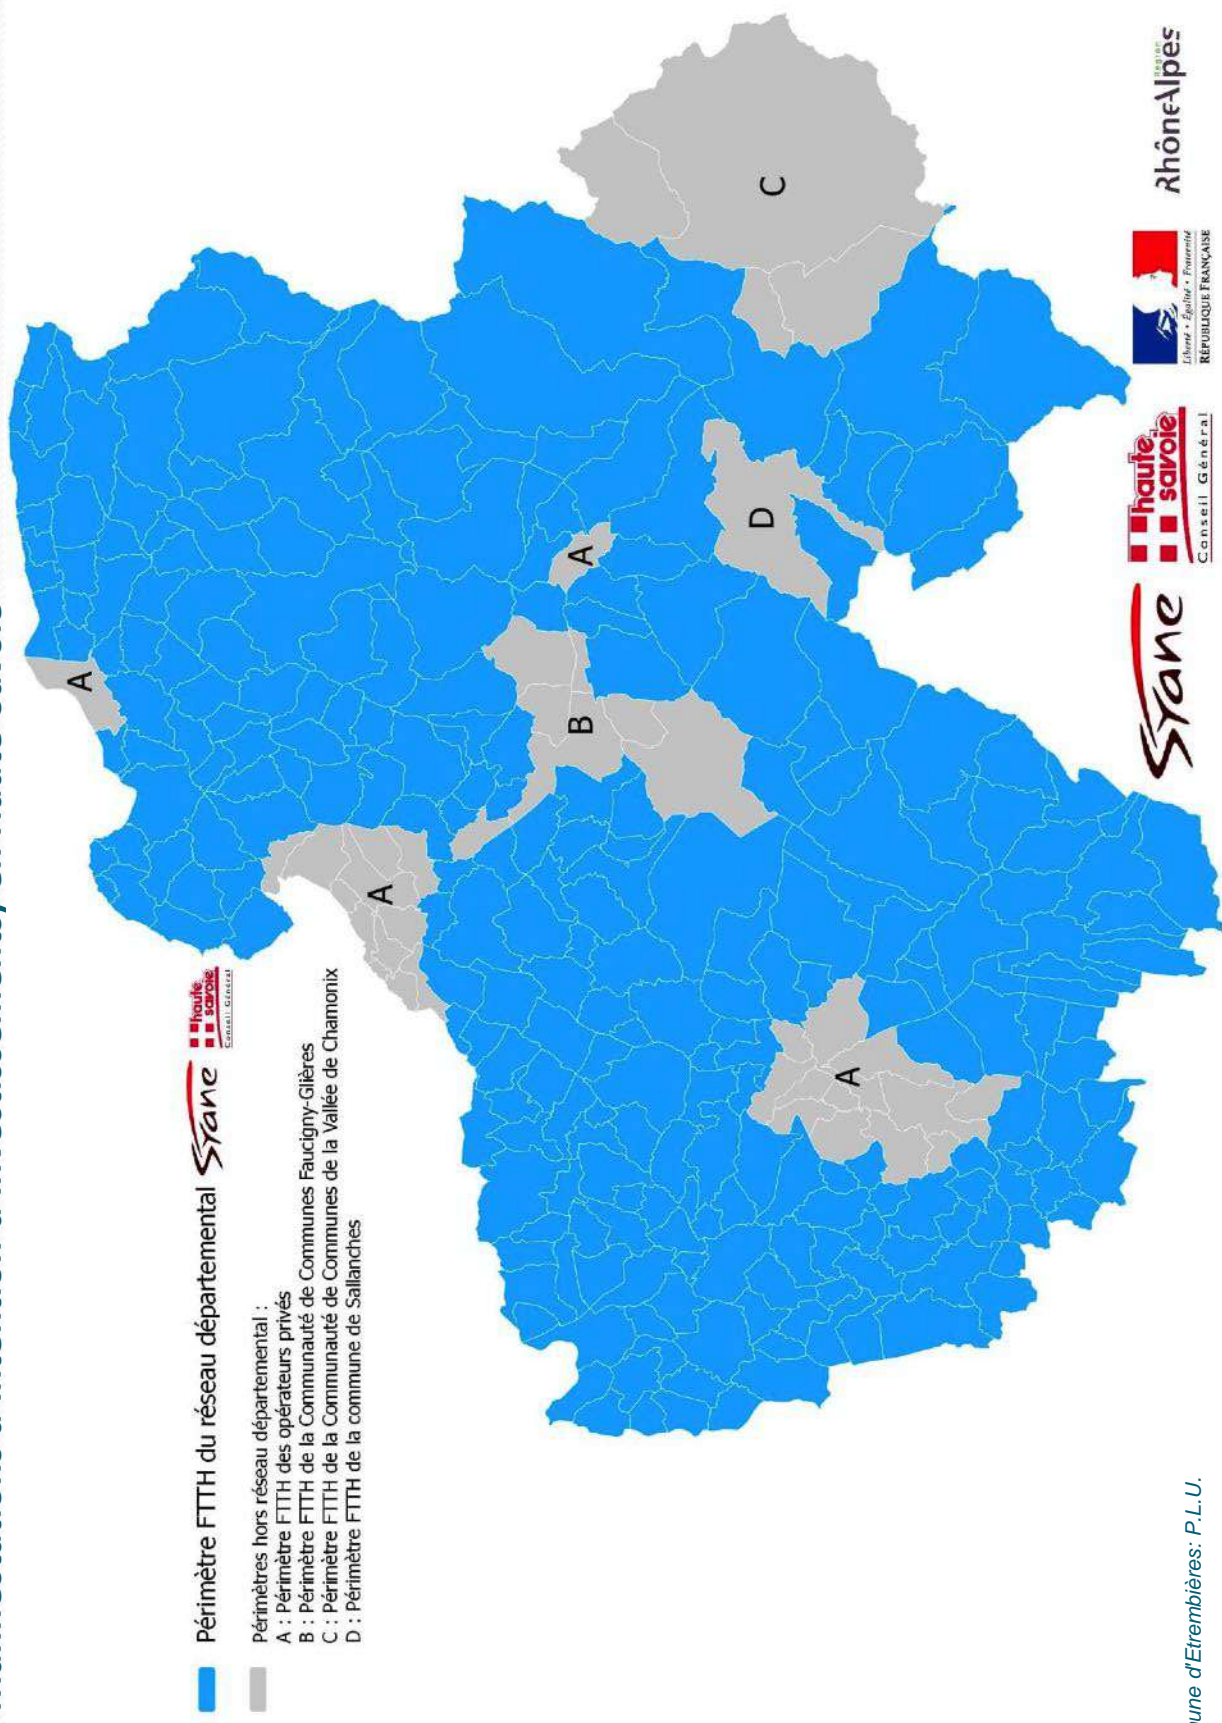 Périmètre FTTH du réseau départemental
Syane
haute
savoie
Conseil Général
Périmètres hors réseau départemental :
A : Périmètre FTTH des opérateurs privés
B : Périmètre FTTH de la Communauté de Communes Faucigny-Glières
C : Périmètre FTTH de la Communauté de Communes de la Vallée de Chamonix
D : Périmètre FTTH de la commune de Sallanches
A
A
A
B
A
D
C
Syane
haute
savoie
Conseil Général
Liberté • Égalité • Fraternité
RÉPUBLIQUE FRANÇAISE
RhôneAlpes
Région
d'Etrembières: P.L.U.